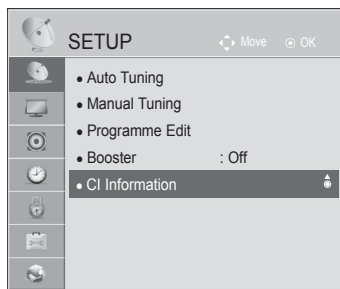 SETUP
Move OK
• Auto Tuning
• Manual Tuning
• Programme Edit
• Booster : Off
• CI Information